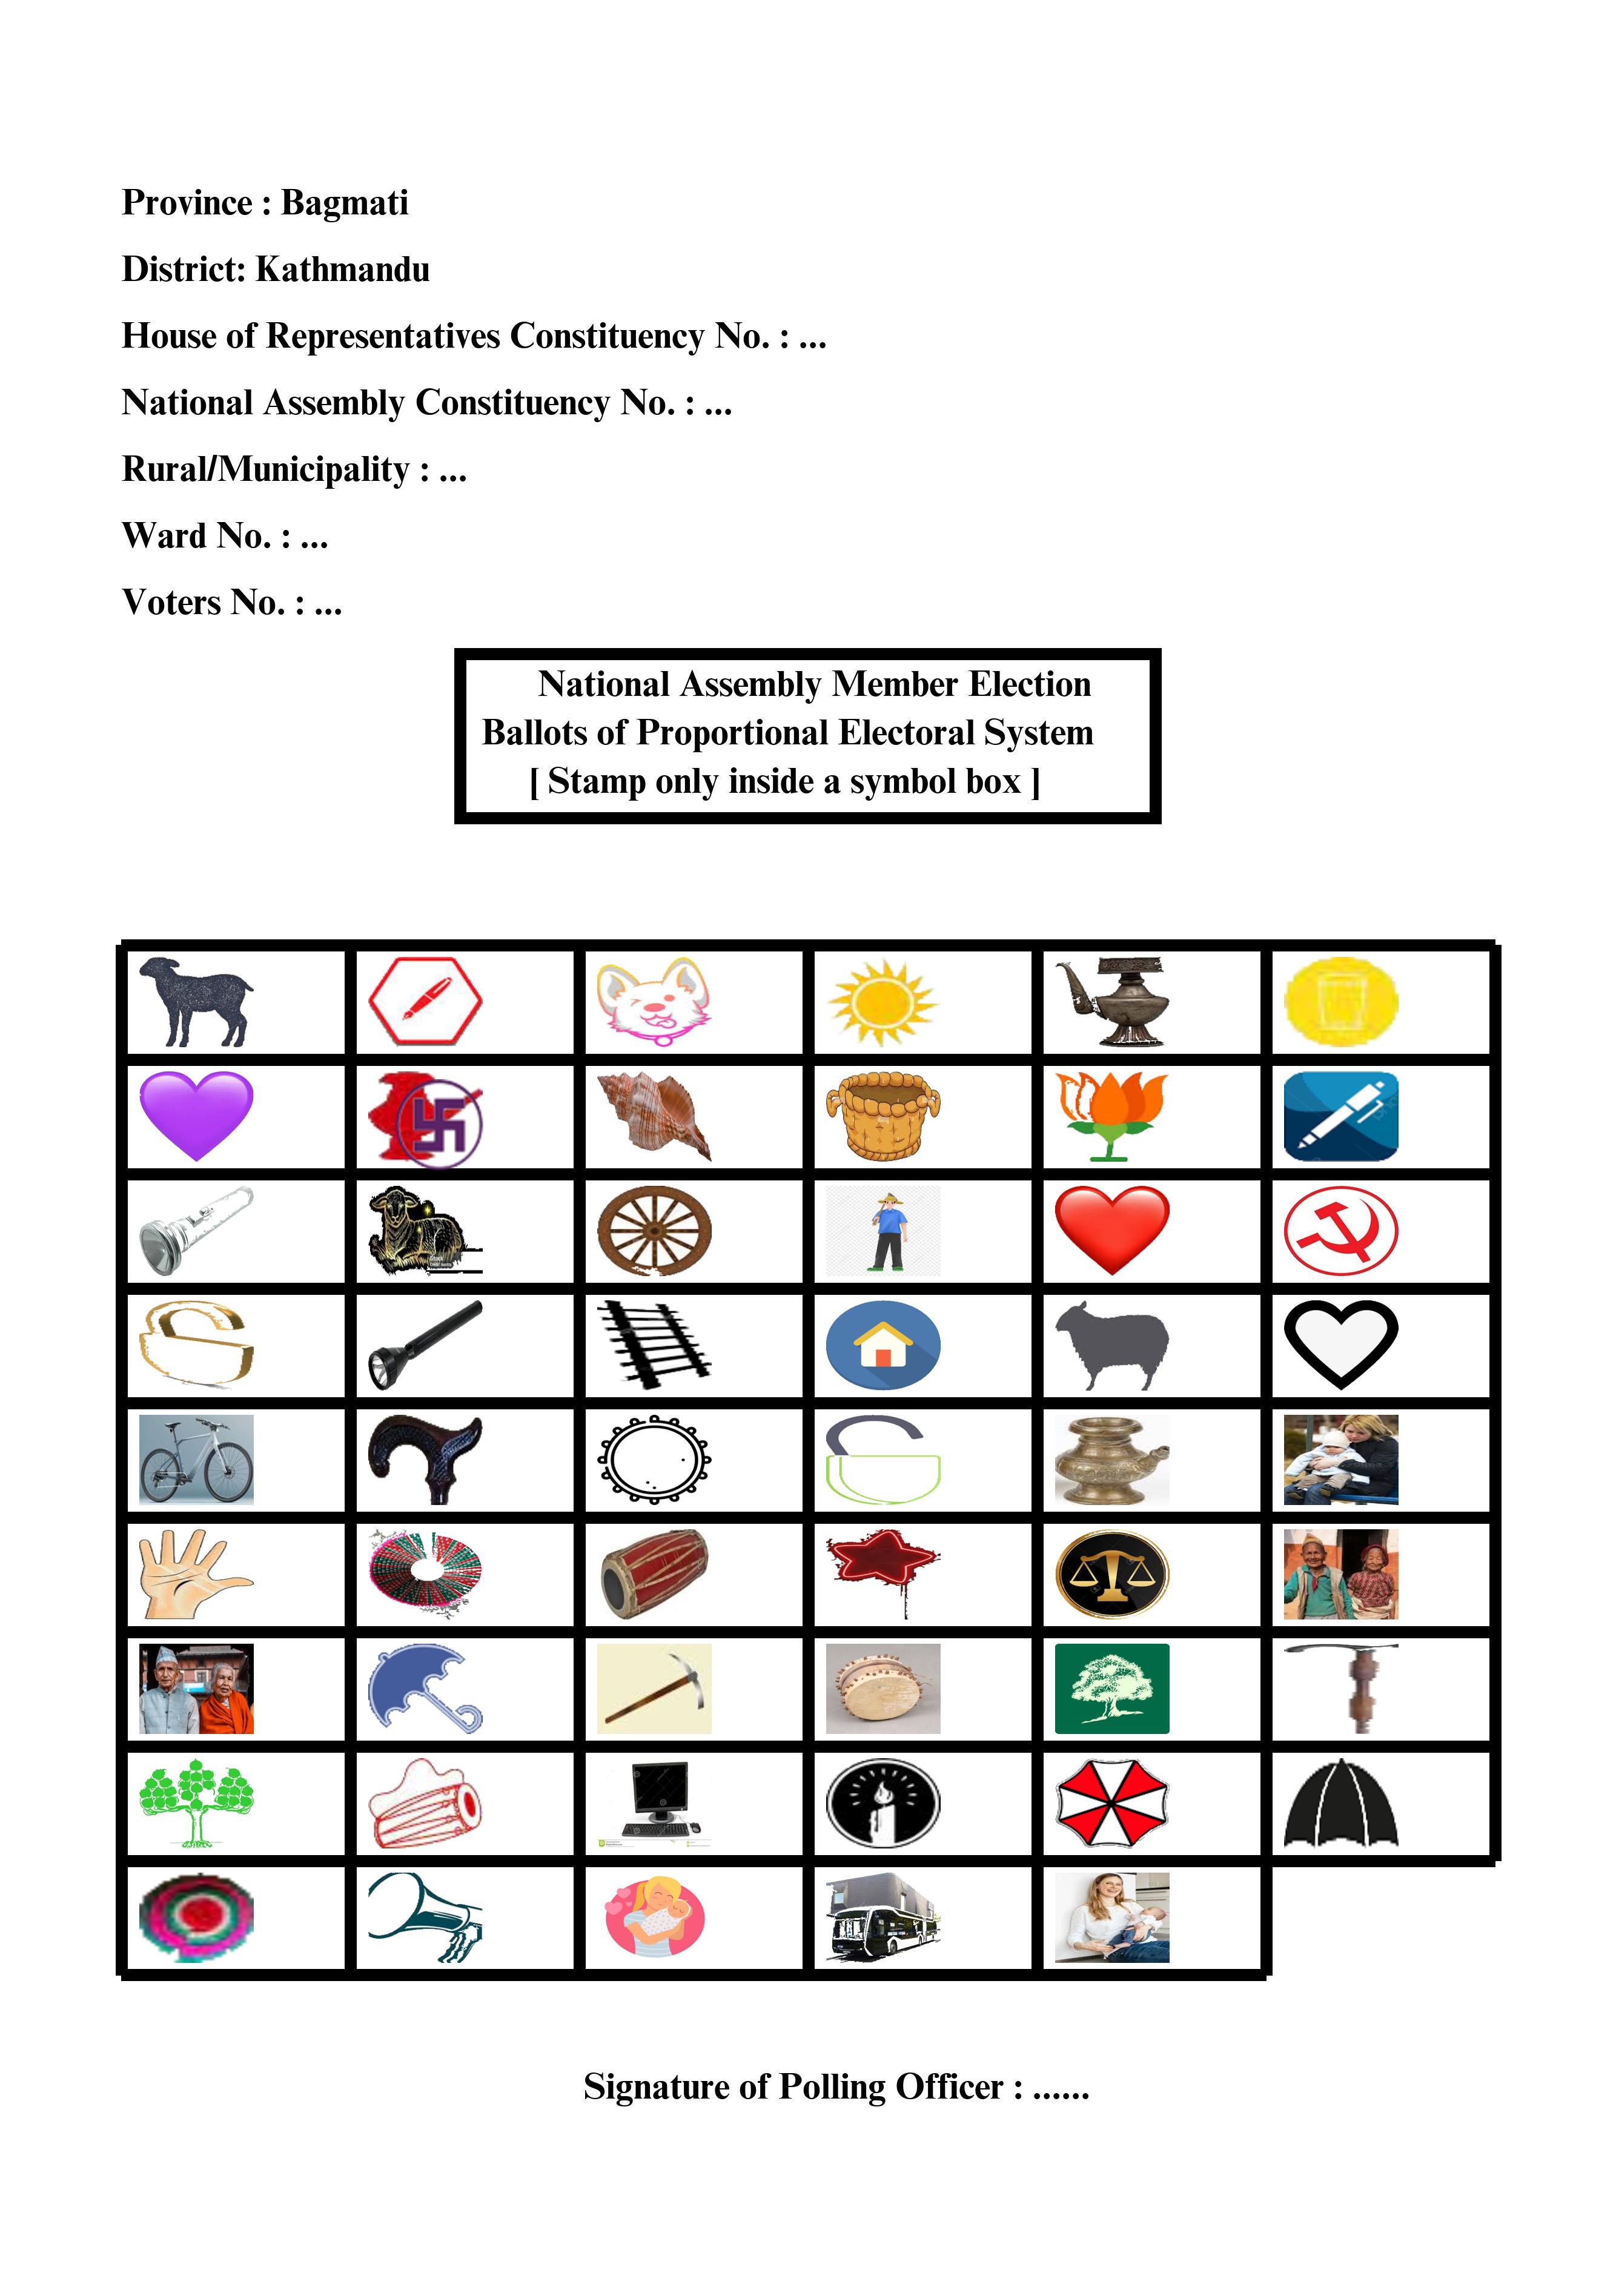 Province : Bagmati
District: Kathmandu
House of Representatives Constituency No. : ...
National Assembly Constituency No. : ...
Rural/Municipality : ...
Ward No. : ...
Voters No. : ...
National Assembly Member Election
Ballots of Proportional Electoral System
[ Stamp only inside a symbol box ]
Signature of Polling Officer : ......